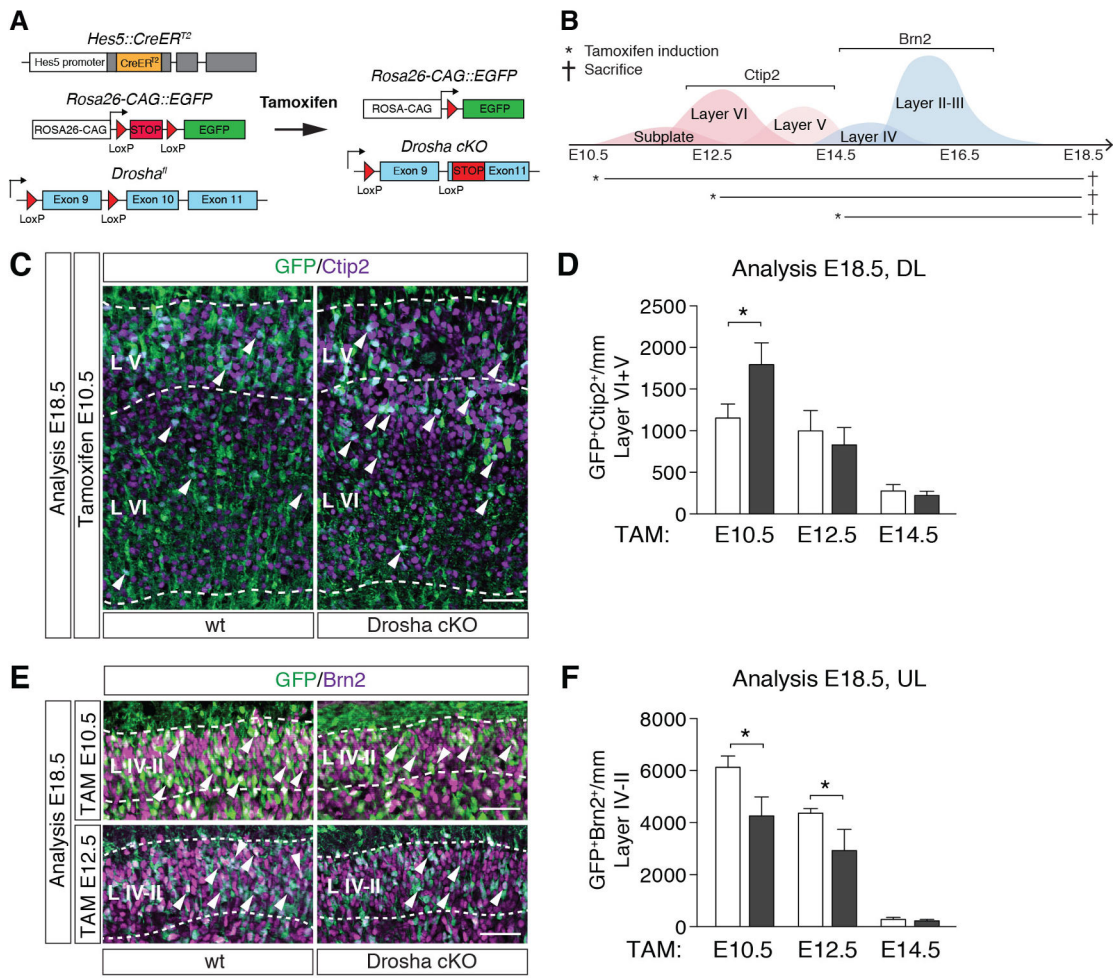 A
Hes5::CreERT2
Hes5 promoter
CreERT2
Rosa26-CAG::EGFP
ROSA26-CAG
STOP
EGFP
LoxP
LoxP
Droshafl
Exon 9
Exon 10
Exon 11
LoxP
LoxP
Tamoxifen
Rosa26-CAG::EGFP
ROSA-CAG
EGFP
LoxP
Drosha cKO
Exon 9
STOP
Exon11
LoxP
LoxP
B
* Tamoxifen induction
† Sacrifice
Ctip2
Brn2
Subplate
Layer VI
Layer V
Layer IV
Layer II-III
E10.5 E12.5 E14.5 E16.5 E18.5
* †
* †
* †
C
GFP/Ctip2
Analysis E18.5
Tamoxifen E10.5
L V
L VI
L V
L VI
wt
Drosha cKO
D
Analysis E18.5, DL
GFP+Ctip2+/mm
Layer VI+V
2500
2000
1500
1000
500
0
*
TAM: E10.5 E12.5 E14.5
E
GFP/Brn2
Analysis E18.5
TAM E10.5
TAM E12.5
L IV-II
L IV-II
L IV-II
L IV-II
wt
Drosha cKO
F
Analysis E18.5, UL
GFP+Brn2+/mm
Layer IV-II
8000
6000
4000
2000
0
*
*
TAM: E10.5 E12.5 E14.5